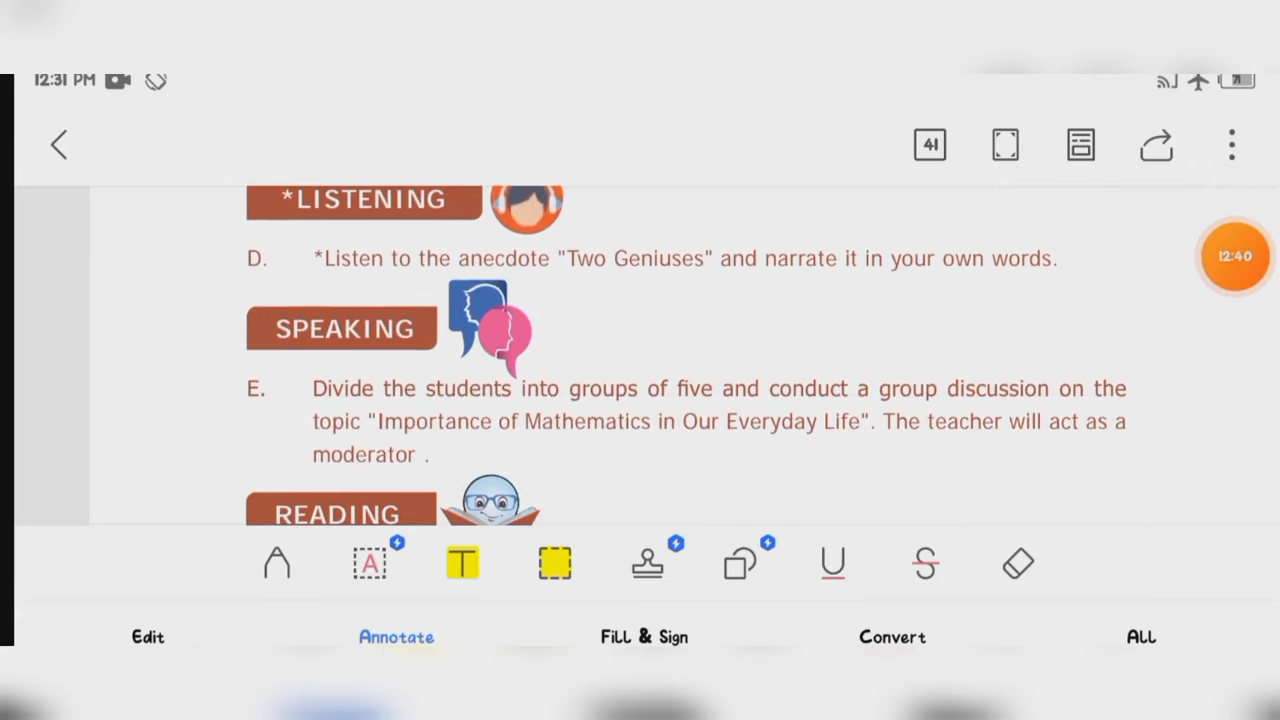 12:31 PM
41
*LISTENING
D. *Listen to the anecdote "Two Geniuses" and narrate it in your own words.
12:40
SPEAKING
E. Divide the students into groups of five and conduct a group discussion on the
topic "Importance of Mathematics in Our Everyday Life". The teacher will act as a
moderator .
READING
A
T
U
S
Edit
Annotate
Fill & Sign
Convert
All